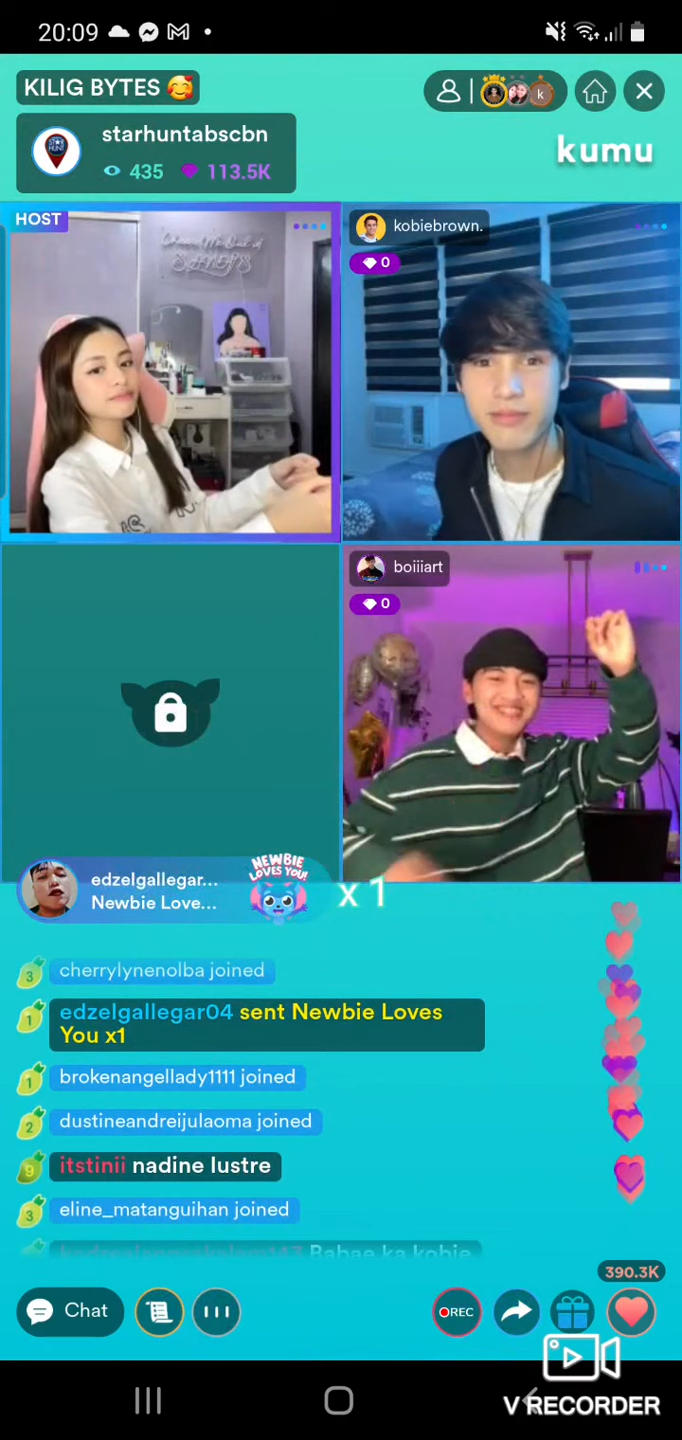 20:09
KILIG BYTES 🥰
k
starhuntabscbn
435 113.5K
kumu
HOST
kobiebrown.
0
boiiiart
0
edzelgallegar...
Newbie Love...
NEWBIE
LOVES YOU!
x 1
3 cherrylynenolba joined
1 edzelgallegar04 sent Newbie Loves
You x1
1 brokenangellady1111 joined
2 dustineandreijulaoma joined
9 itstinii nadine lustre
3 eline_matanguihan joined
Babae ka kobie
390.3K
Chat
REC
V RECORDER